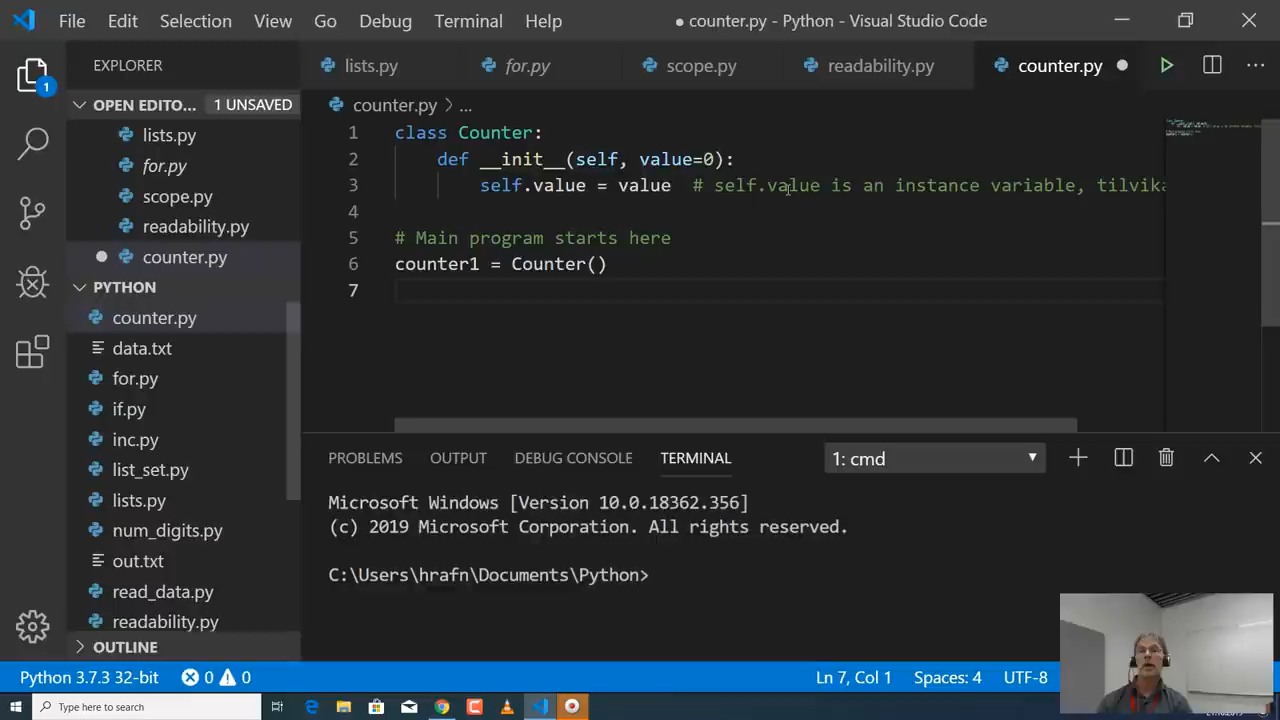 File Edit Selection View Go Debug Terminal Help ● counter.py - Python - Visual Studio Code
EXPLORER
lists.py for.py scope.py readability.py counter.py ●
OPEN EDITO... 1 UNSAVED
lists.py
for.py
scope.py
readability.py
counter.py
PYTHON
counter.py
data.txt
for.py
if.py
inc.py
list_set.py
lists.py
num_digits.py
out.txt
read_data.py
readability.py
OUTLINE
counter.py > ...
1 class Counter:
2 def __init__(self, value=0):
3 self.value = value # self.value is an instance variable, tilvika
4
5 # Main program starts here
6 counter1 = Counter()
7
PROBLEMS OUTPUT DEBUG CONSOLE TERMINAL 1: cmd
Microsoft Windows [Version 10.0.18362.356]
(c) 2019 Microsoft Corporation. All rights reserved.
C:\Users\hrafn\Documents\Python>
Python 3.7.3 32-bit 0 0 Ln 7, Col 1 Spaces: 4 UTF-8
Type here to search